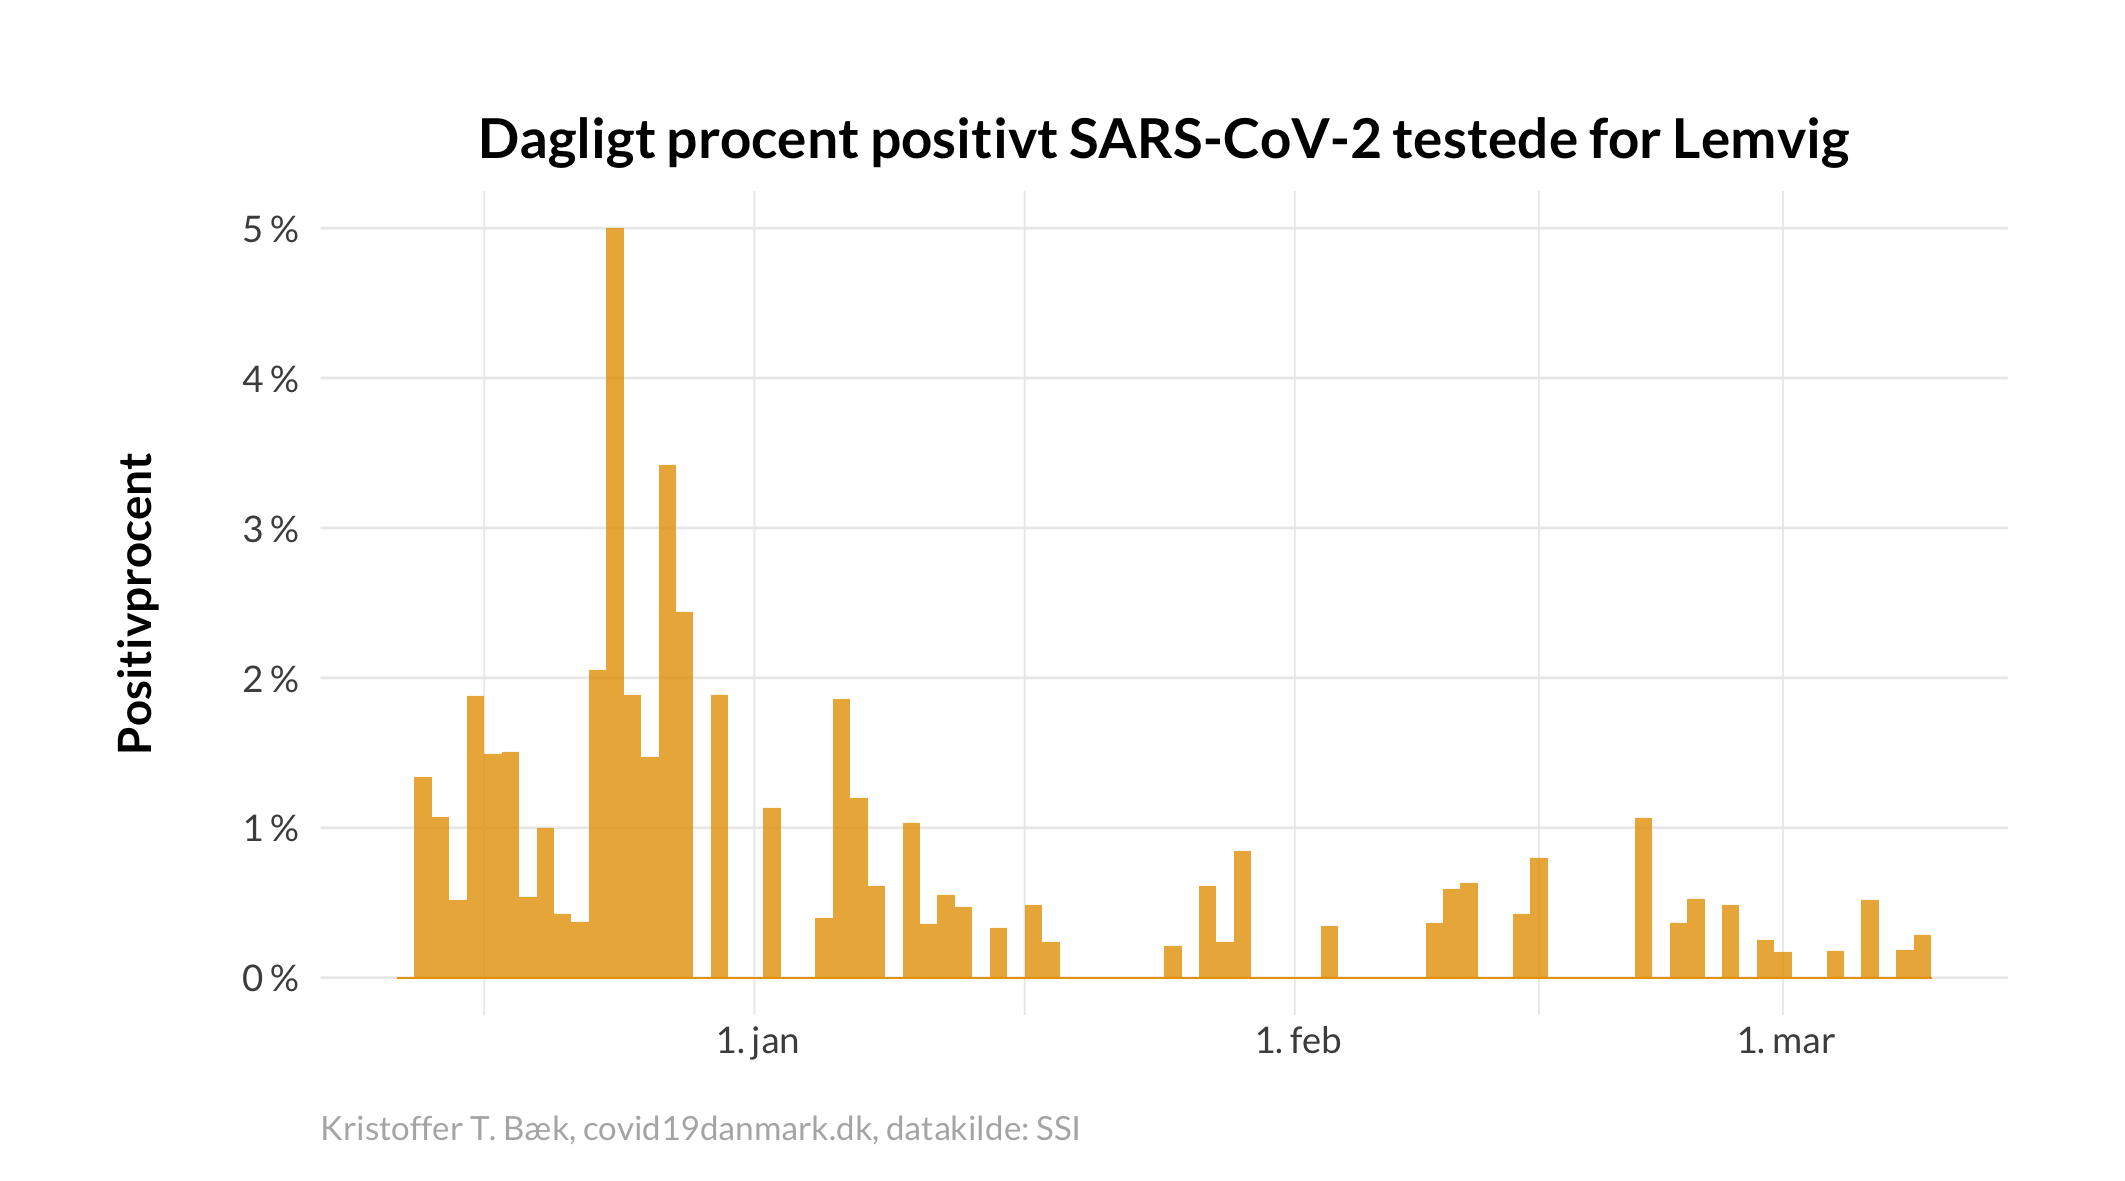 Dagligt procent positivt SARS-CoV-2 testede for Lemvig
Positivprocent
5 %
4 %
3 %
2 %
1 %
0 %
1. jan
1. feb
1. mar
Kristoffer T. Bæk, covid19danmark.dk, datakilde: SSI